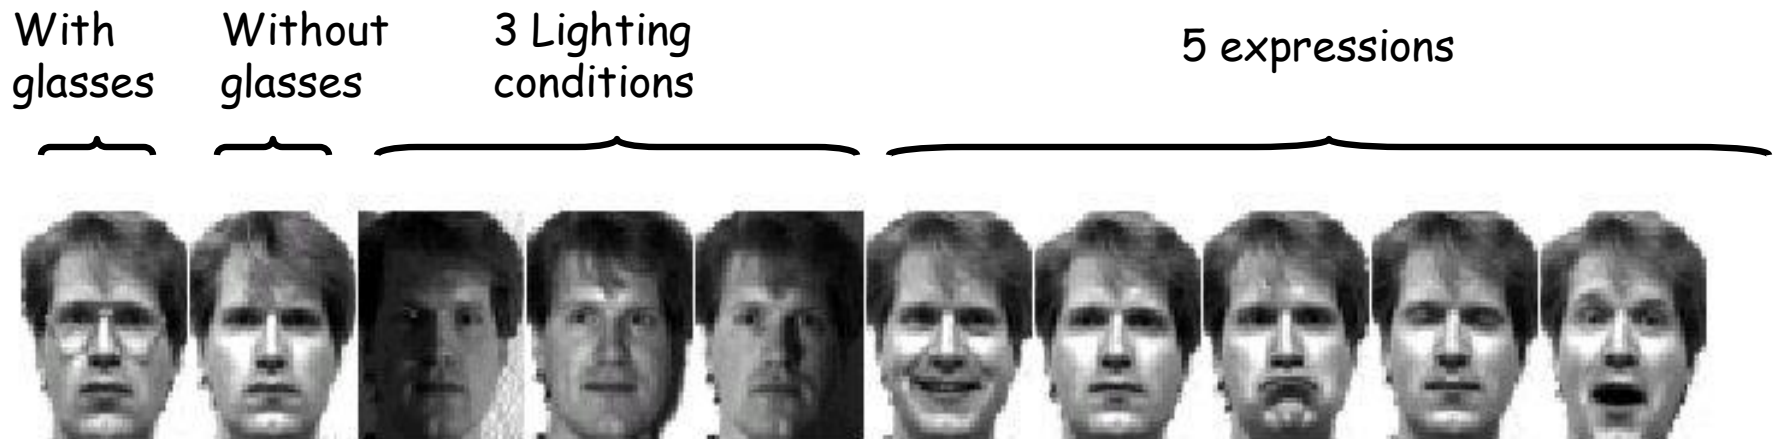 With
glasses
Without
glasses
3 Lighting
conditions
5 expressions